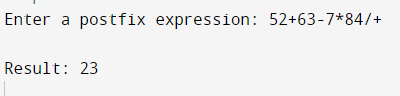 Enter a postfix expression: 52+63-7*84/+
Result: 23